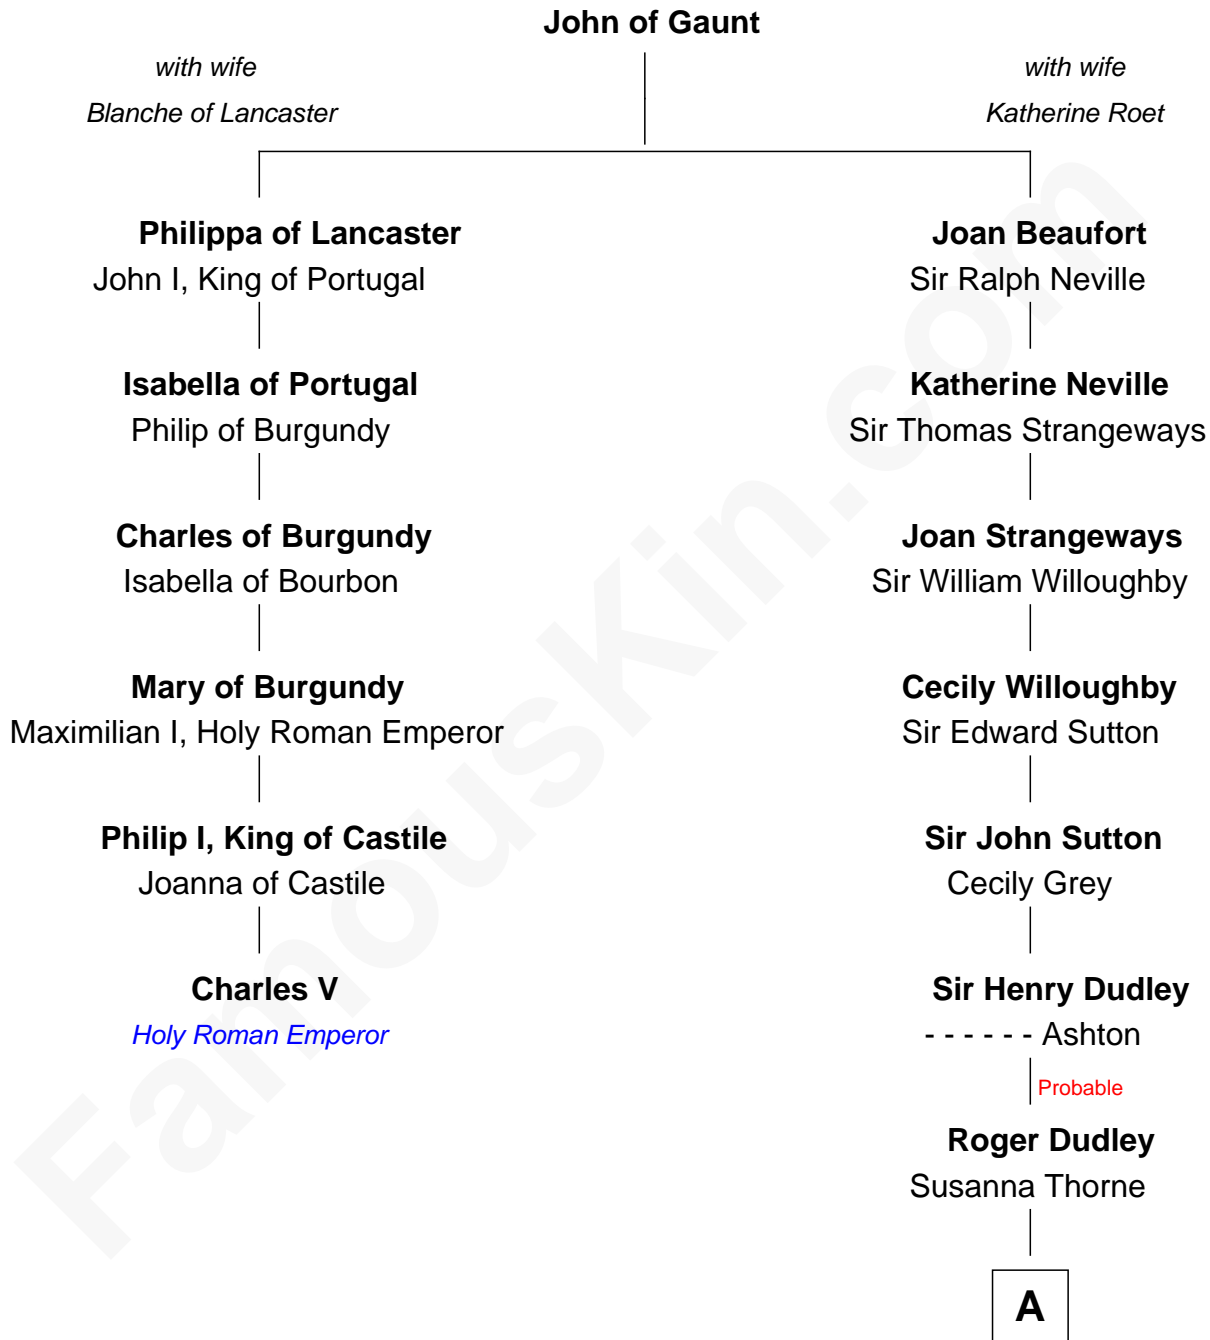 John of Gaunt
with wife
Blanche of Lancaster
with wife
Katherine Roet
Philippa of Lancaster
John I, King of Portugal
Isabella of Portugal
Philip of Burgundy
Charles of Burgundy
Isabella of Bourbon
Mary of Burgundy
Maximilian I, Holy Roman Emperor
Philip I, King of Castile
Joanna of Castile
Charles V
Holy Roman Emperor
Joan Beaufort
Sir Ralph Neville
Katherine Neville
Sir Thomas Strangeways
Joan Strangeways
Sir William Willoughby
Cecily Willoughby
Sir Edward Sutton
Sir John Sutton
Cecily Grey
Sir Henry Dudley
- - - - - - Ashton
Probable
Roger Dudley
Susanna Thorne
A
FamousKin.com